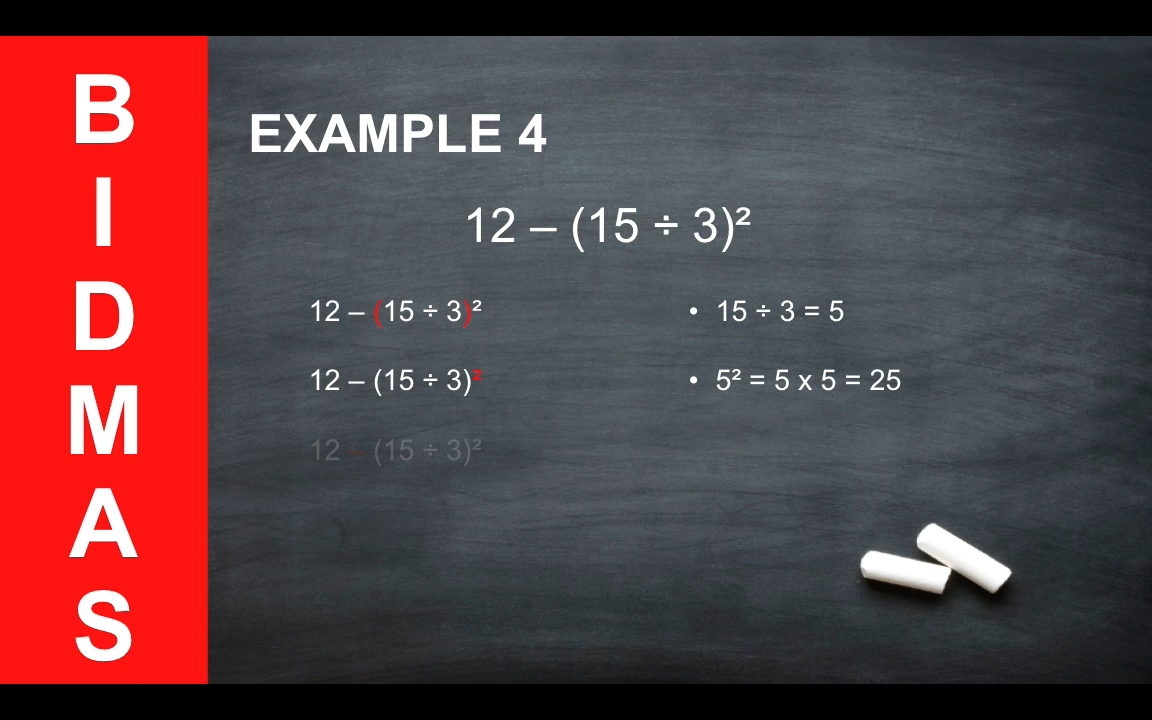 B
I
D
M
A
S
EXAMPLE 4
12 – (15 ÷ 3)²
12 – (15 ÷ 3)²
• 15 ÷ 3 = 5
12 – (15 ÷ 3)²
• 5² = 5 x 5 = 25
12 – (15 ÷ 3)²